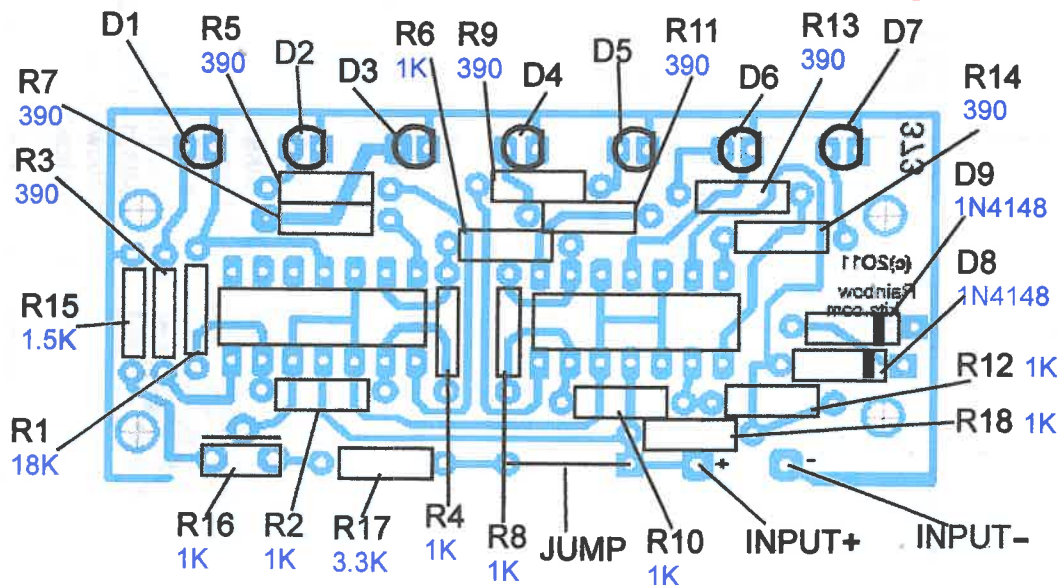 D1
R5
390
D2
D3
R6
1K
R9
390
D4
D5
R11
390
D6
R13
390
D7
R14
390
R7
390
R3
390
373
D9
1N4148
D8
1N4148
(c)2011
Rainbow
kits.com
R15
1.5K
R12 1K
R18 1K
R1
18K
+
-
R16
1K
R2
1K
R17
3.3K
R4
1K
R8
1K
JUMP
R10
1K
INPUT+
INPUT-